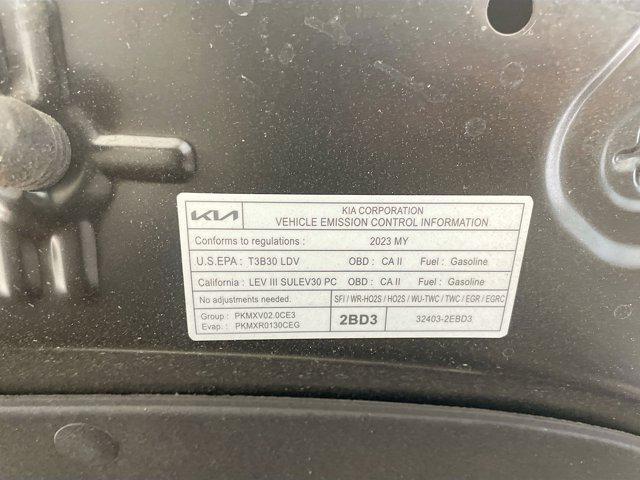 KIA
KIA CORPORATION
VEHICLE EMISSION CONTROL INFORMATION
Conforms to regulations : 2023 MY
U.S.EPA : T3B30 LDV OBD : CA II Fuel : Gasoline
California : LEV III SULEV30 PC OBD : CA II Fuel : Gasoline
No adjustments needed. SFI / WR-HO2S / HO2S / WU-TWC / TWC / EGR / EGRC
Group : PKMXV02.0CE3
Evap. : PKMXR0130CEG
2BD3
32403-2EBD3